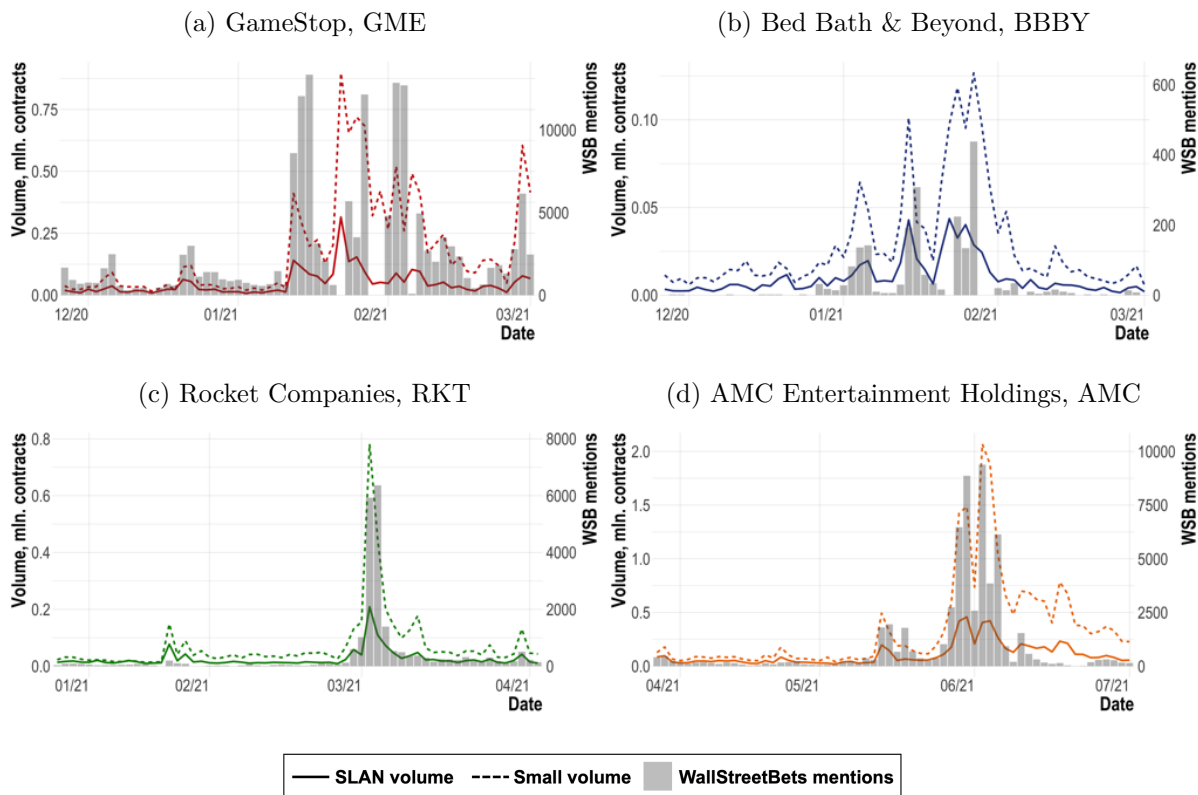 (a) GameStop, GME
Volume, mln. contracts
0.75
0.50
0.25
0.00
10000
5000
0
WSB mentions
12/20 01/21 02/21 03/21
Date
(b) Bed Bath & Beyond, BBBY
Volume, mln. contracts
0.10
0.05
0.00
600
400
200
0
WSB mentions
12/20 01/21 02/21 03/21
Date
(c) Rocket Companies, RKT
Volume, mln. contracts
0.8
0.6
0.4
0.2
0.0
8000
6000
4000
2000
0
WSB mentions
01/21 02/21 03/21 04/21
Date
(d) AMC Entertainment Holdings, AMC
Volume, mln. contracts
2.0
1.5
1.0
0.5
0.0
10000
7500
5000
2500
0
WSB mentions
04/21 05/21 06/21 07/21
Date
SLAN volume Small volume WallStreetBets mentions